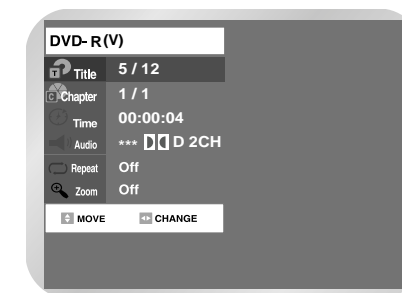 DVD-R(V)
T Title 5 / 12
C Chapter 1 / 1
Time 00:00:04
Audio *** DD D 2CH
Repeat Off
Zoom Off
MOVE CHANGE